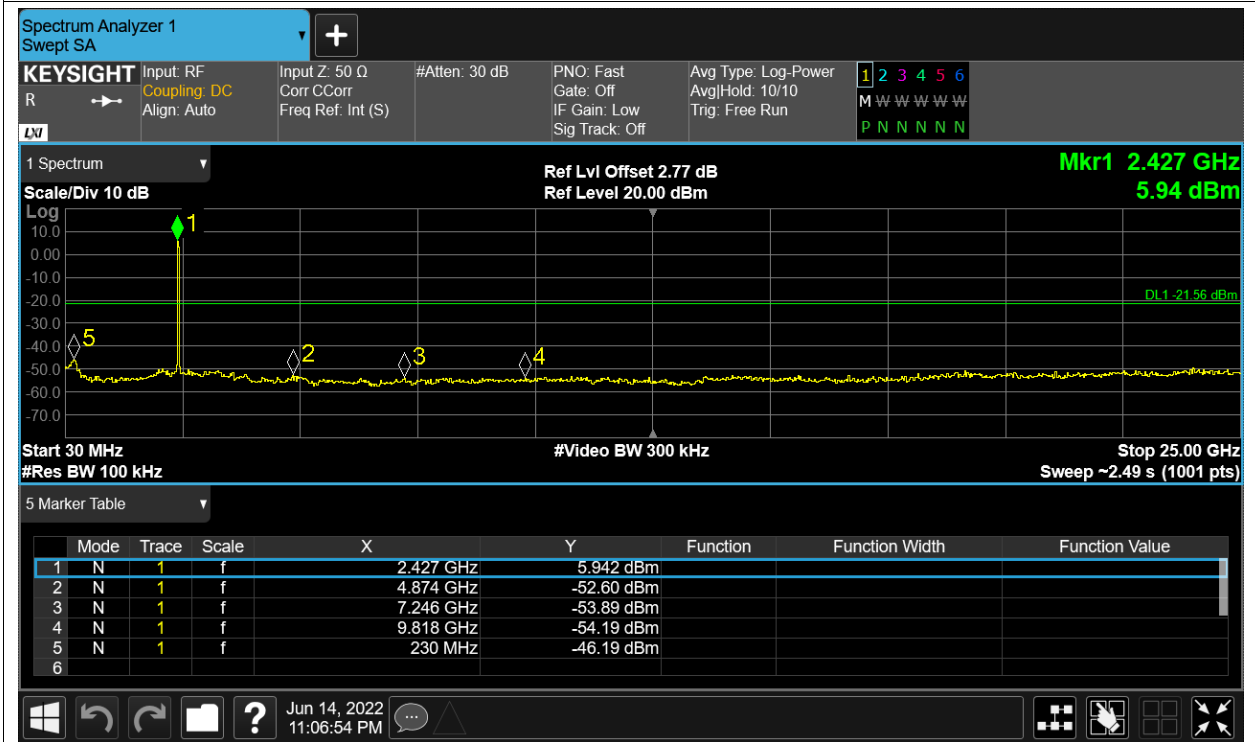 Spectrum Analyzer 1
Swept SA
KEYSIGHT Input: RF Input Z: 50 Ω #Atten: 30 dB PNO: Fast Avg Type: Log-Power 1 2 3 4 5 6
R Coupling: DC Corr CCorr Gate: Off Avg|Hold: 10/10 M W W W W W
Align: Auto Freq Ref: Int (S) IF Gain: Low Trig: Free Run
LXI Sig Track: Off P N N N N N
1 Spectrum Ref Lvl Offset 2.77 dB Mkr1 2.427 GHz
Scale/Div 10 dB Ref Level 20.00 dBm 5.94 dBm
Log
1
10.0
0.00
-10.0
-20.0 DL1 -21.56 dBm
-30.0
5
-40.0 2 3 4
-50.0
-60.0
-70.0
Start 30 MHz #Video BW 300 kHz Stop 25.00 GHz
#Res BW 100 kHz Sweep ~2.49 s (1001 pts)
5 Marker Table
Mode Trace Scale X Y Function Function Width Function Value
1 N 1 f 2.427 GHz 5.942 dBm
2 N 1 f 4.874 GHz -52.60 dBm
3 N 1 f 7.246 GHz -53.89 dBm
4 N 1 f 9.818 GHz -54.19 dBm
5 N 1 f 230 MHz -46.19 dBm
6
? Jun 14, 2022
11:06:54 PM